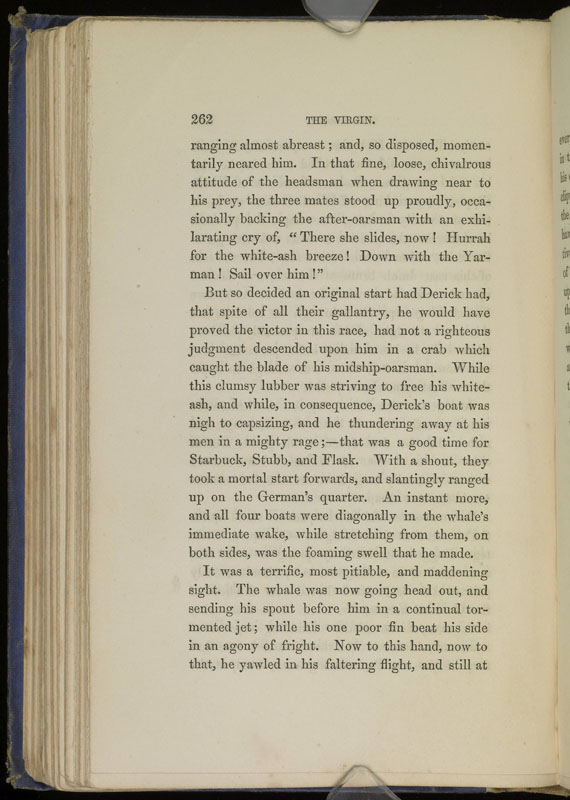 262 THE VIRGIN.
ranging almost abreast; and, so disposed, momen-
tarily neared him. In that fine, loose, chivalrous
attitude of the headsman when drawing near to
his prey, the three mates stood up proudly, occa-
sionally backing the after-oarsman with an exhi-
larating cry of, “There she slides, now! Hurrah
for the white-ash breeze! Down with the Yar-
man! Sail over him!”
But so decided an original start had Derick had,
that spite of all their gallantry, he would have
proved the victor in this race, had not a righteous
judgment descended upon him in a crab which
caught the blade of his midship-oarsman. While
this clumsy lubber was striving to free his white-
ash, and while, in consequence, Derick’s boat was
nigh to capsizing, and he thundering away at his
men in a mighty rage;—that was a good time for
Starbuck, Stubb, and Flask. With a shout, they
took a mortal start forwards, and slantingly ranged
up on the German’s quarter. An instant more,
and all four boats were diagonally in the whale’s
immediate wake, while stretching from them, on
both sides, was the foaming swell that he made.
It was a terrific, most pitiable, and maddening
sight. The whale was now going head out, and
sending his spout before him in a continual tor-
mented jet; while his one poor fin beat his side
in an agony of fright. Now to this hand, now to
that, he yawled in his faltering flight, and still at